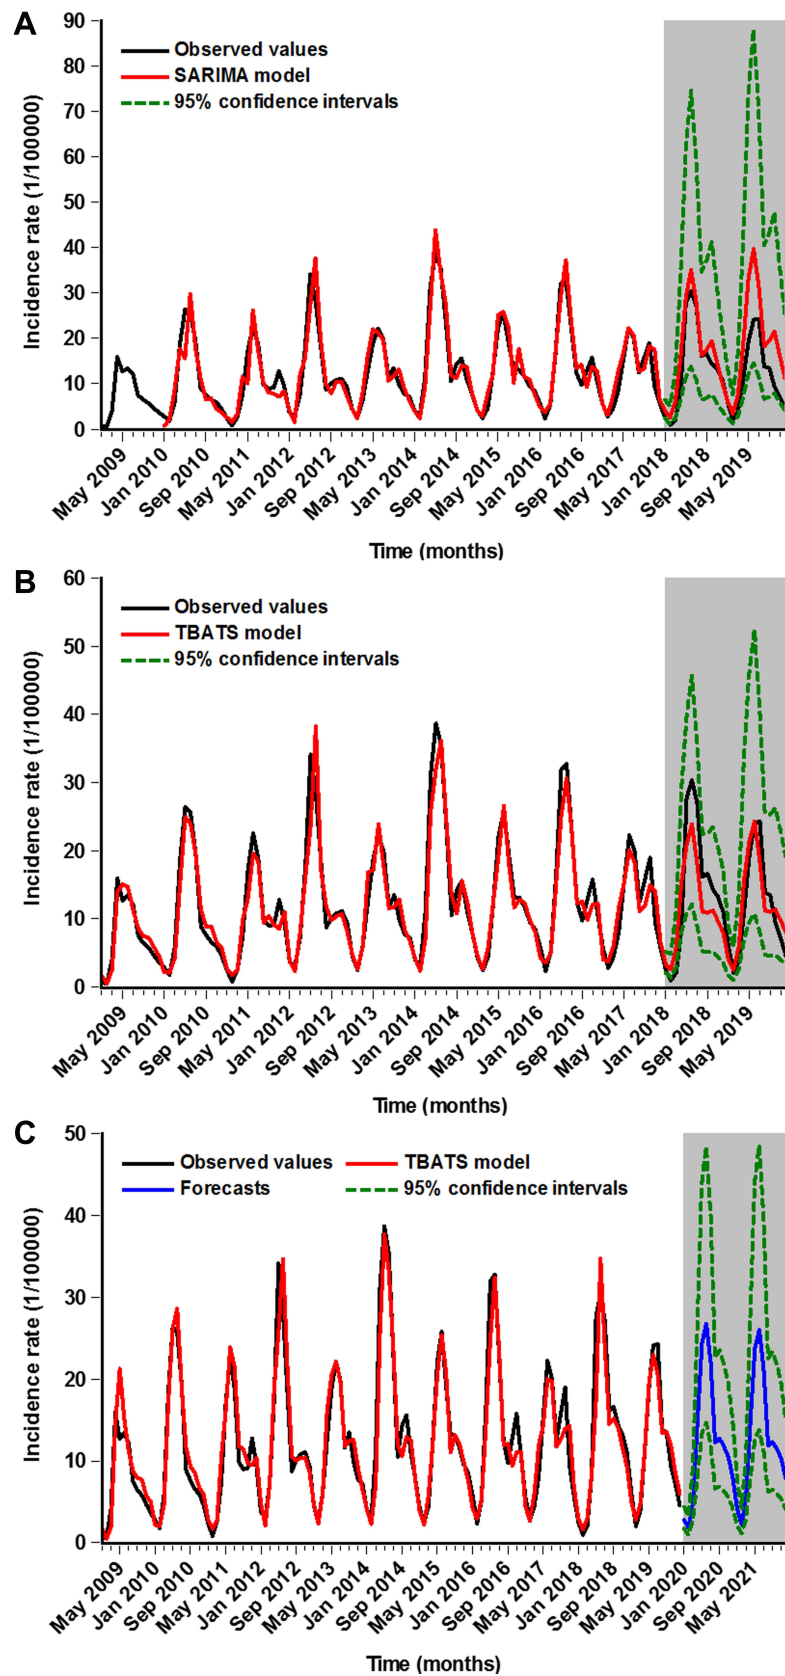 A
Incidence rate (1/100000)
90
80
70
60
50
40
30
20
10
0
Observed values
SARIMA model
95% confidence intervals
May 2009
Jan 2010
Sep 2010
May 2011
Jan 2012
Sep 2012
May 2013
Jan 2014
Sep 2014
May 2015
Jan 2016
Sep 2016
May 2017
Jan 2018
Sep 2018
May 2019
Time (months)
B
Incidence rate (1/100000)
60
50
40
30
20
10
0
Observed values
TBATS model
95% confidence intervals
May 2009
Jan 2010
Sep 2010
May 2011
Jan 2012
Sep 2012
May 2013
Jan 2014
Sep 2014
May 2015
Jan 2016
Sep 2016
May 2017
Jan 2018
Sep 2018
May 2019
Time (months)
C
Incidence rate (1/100000)
50
40
30
20
10
0
Observed values TBATS model
Forecasts 95% confidence intervals
May 2009
Jan 2010
Sep 2010
May 2011
Jan 2012
Sep 2012
May 2013
Jan 2014
Sep 2014
May 2015
Jan 2016
Sep 2016
May 2017
Jan 2018
Sep 2018
May 2019
Jan 2020
Sep 2020
May 2021
Time (months)